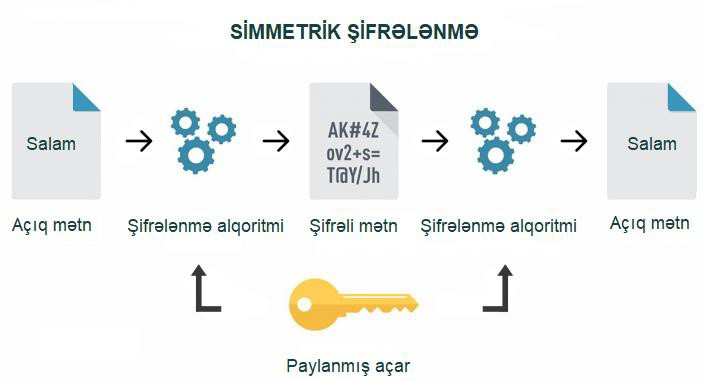 SİMMETRİK ŞİFRƏLƏNMƏ
Salam
AK#4Z
ov2+s=
T@Y/Jh
Salam
Açıq mətn
Şifrələnmə alqoritmi
Şifrəli mətn
Şifrələnmə alqoritmi
Açıq mətn
Paylanmış açar